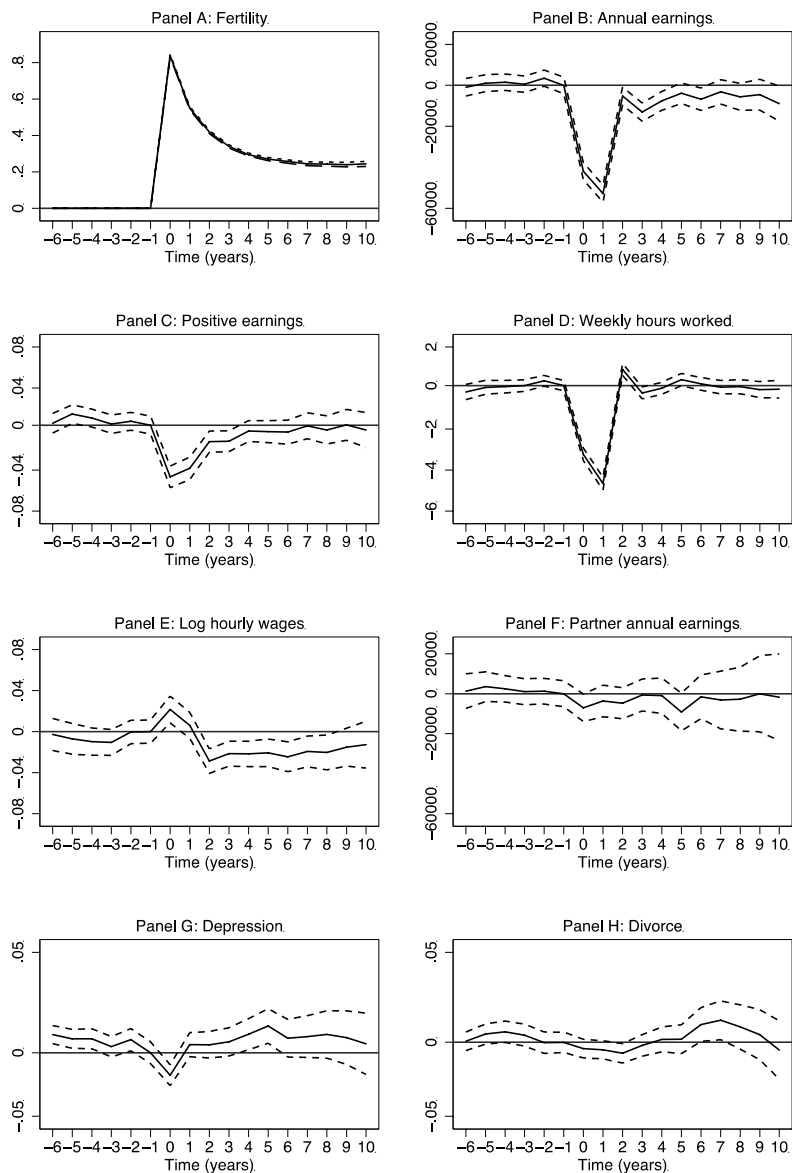 Panel A: Fertility.
.8.
.6.
.4.
.2.
0.
−6 −5 −4 −3 −2 −1 0 1 2 3 4 5 6 7 8 9 10.
Time (years).
Panel B: Annual earnings.
20000.
0.
−20000.
−60000.
−6 −5 −4 −3 −2 −1 0 1 2 3 4 5 6 7 8 9 10.
Time (years).
Panel C: Positive earnings.
.08.
.04.
0.
−.04.
−.08.
−6 −5 −4 −3 −2 −1 0 1 2 3 4 5 6 7 8 9 10.
Time (years).
Panel D: Weekly hours worked.
2.
0.
−2.
−4.
−6.
−6 −5 −4 −3 −2 −1 0 1 2 3 4 5 6 7 8 9 10.
Time (years).
Panel E: Log hourly wages.
.08.
.04.
0.
−.04.
−.08.
−6 −5 −4 −3 −2 −1 0 1 2 3 4 5 6 7 8 9 10.
Time (years).
Panel F: Partner annual earnings.
20000.
0.
−20000.
−60000.
−6 −5 −4 −3 −2 −1 0 1 2 3 4 5 6 7 8 9 10.
Time (years).
Panel G: Depression.
.05.
0.
−.05.
−6 −5 −4 −3 −2 −1 0 1 2 3 4 5 6 7 8 9 10.
Time (years).
Panel H: Divorce.
.05.
0.
−.05.
−6 −5 −4 −3 −2 −1 0 1 2 3 4 5 6 7 8 9 10.
Time (years).